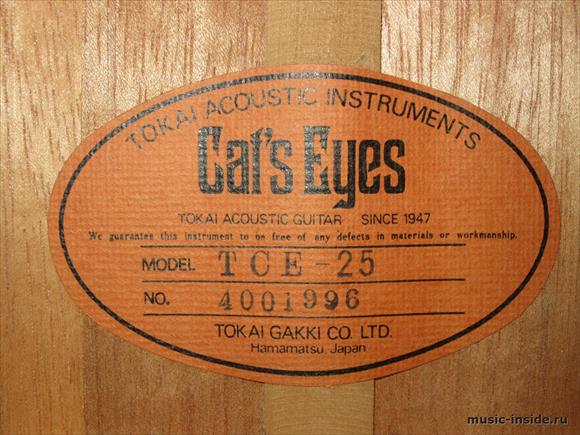 TOKAI ACOUSTIC INSTRUMENTS
Cat's Eyes
TOKAI ACOUSTIC GUITAR SINCE 1947
We guarantee this instrument to be free of any defects in materials or workmanship.
MODEL TCE-25
NO. 4001996
TOKAI GAKKI CO. LTD.
Hamamatsu, Japan
music-inside.ru